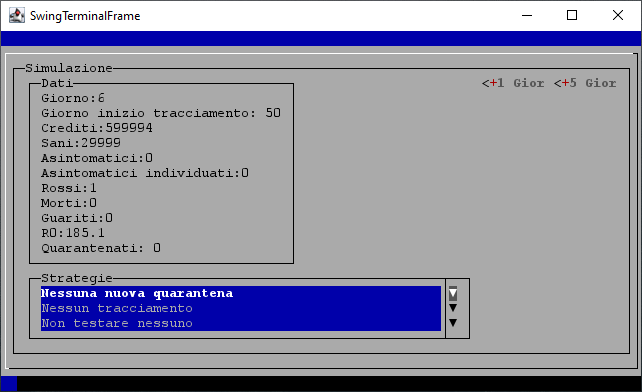 SwingTerminalFrame
Simulazione
Dati
<+1 Gior <+5 Gior
Giorno:6
Giorno inizio tracciamento: 50
Crediti:599994
Sani:29999
Asintomatici:0
Asintomatici individuati:0
Rossi:1
Morti:0
Guariti:0
R0:185.1
Quarantenati: 0
Strategie
Nessuna nuova quarantena
Nessun tracciamento
Non testare nessuno